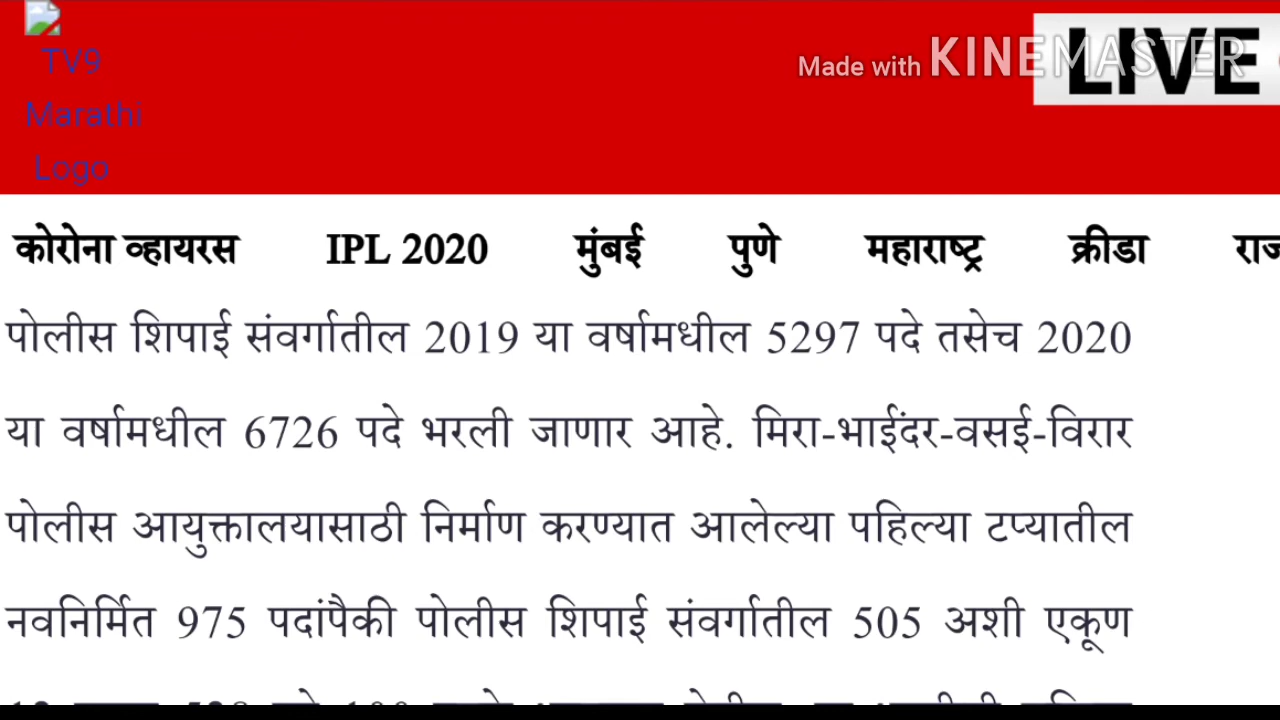 TV9
Marathi
Logo
Made with KINEMASTER
LIVE
कोरोना व्हायरस IPL 2020 मुंबई पुणे महाराष्ट्र क्रीडा
पोलीस शिपाई संवर्गातील 2019 या वर्षामधील 5297 पदे तसेच 2020
या वर्षामधील 6726 पदे भरली जाणार आहे. मिरा-भाईंदर-वसई-विरार
पोलीस आयुक्तालयासाठी निर्माण करण्यात आलेल्या पहिल्या टप्यातील
नवनिर्मित 975 पदांपैकी पोलीस शिपाई संवर्गातील 505 अशी एकूण